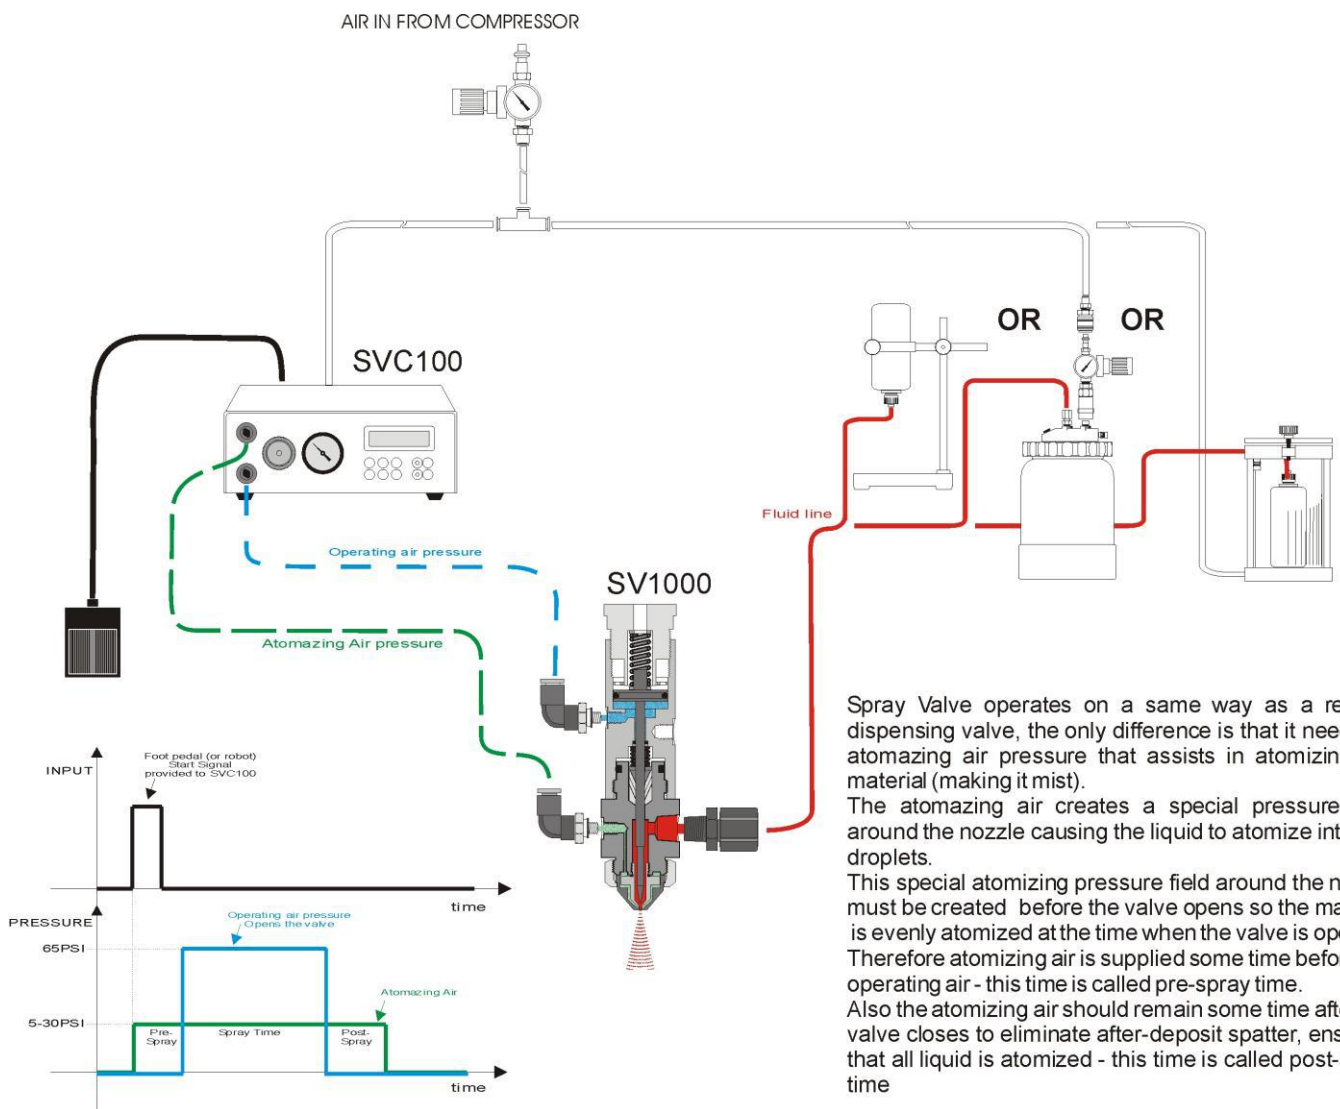 AIR IN FROM COMPRESSOR
OR
OR
SVC100
Fluid line
Operating air pressure
SV1000
Atomazing Air pressure
Foot pedal (or robot)
Start Signal
provided to SVC100
INPUT
time
PRESSURE
Operating air pressure
Opens the valve
65PSI
Atomazing Air
5-30PSI
Pre-
Spray
Spray Time
Post-
Spray
time
Spray Valve operates on a same way as a re
dispensing valve, the only difference is that it nee
atomazing air pressure that assists in atomizin
material (making it mist).
The atomazing air creates a special pressure
around the nozzle causing the liquid to atomize int
droplets.
This special atomizing pressure field around the n
must be created before the valve opens so the ma
is evenly atomized at the time when the valve is ope
Therefore atomizing air is supplied some time befor
operating air - this time is called pre-spray time.
Also the atomizing air should remain some time afte
valve closes to eliminate after-deposit spatter, ens
that all liquid is atomized - this time is called post-
time